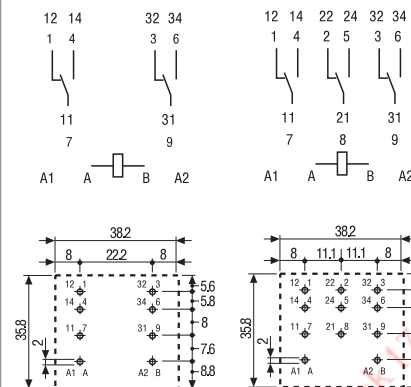 12 14 32 34 12 14 22 24 32 34
1 4 3 6 1 4 2 5 3 6
11 31 11 21 31
7 9 7 8 9
A1 A B A2 A1 A B A2
38.2 38.2
8 22.2 8 8 11.1 11.1 8
12 1 32 3 12 1 22 2 32 3
5.6
14 4 34 6 14 4 24 5 34 6
5.8
35.8 35.8
8
11 7 31 9 11 7 21 8 31 9
2 2
7.6
A1 A A2 B A1 A A2 B
8.8